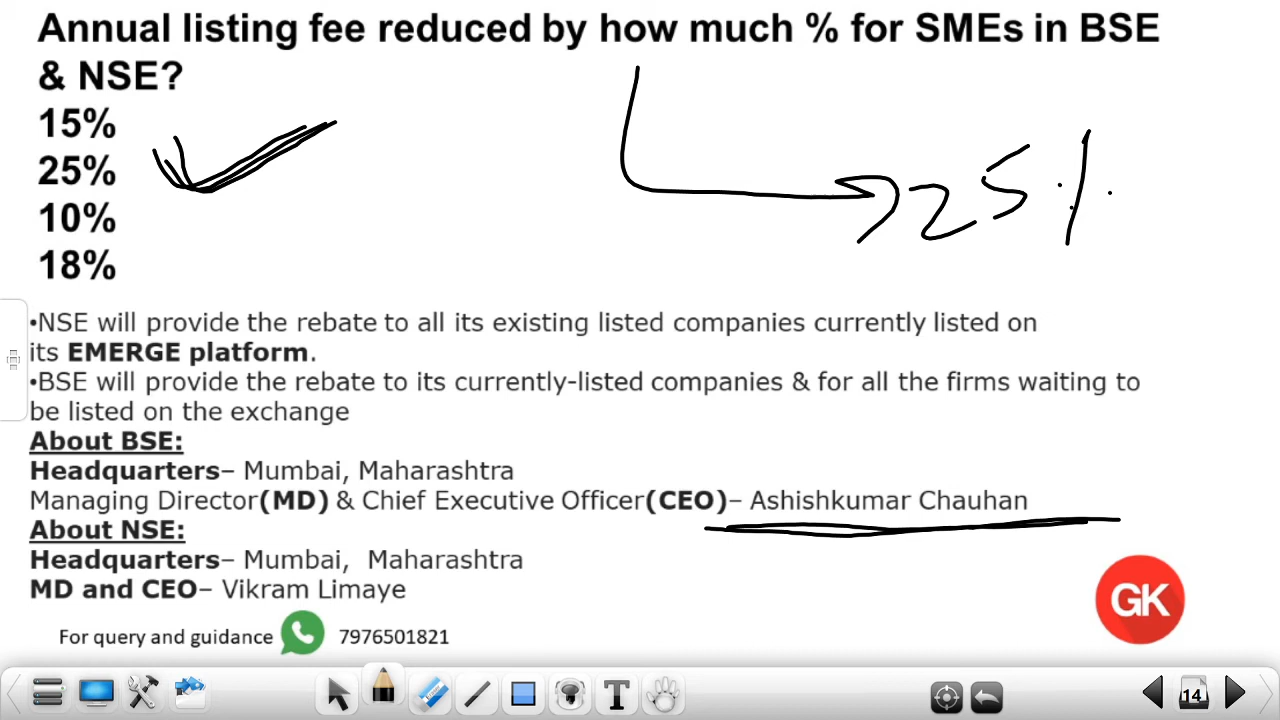 Annual listing fee reduced by how much % for SMEs in BSE
& NSE?
15%
25%
25%
10%
18%
•NSE will provide the rebate to all its existing listed companies currently listed on
its EMERGE platform.
•BSE will provide the rebate to its currently-listed companies & for all the firms waiting to
be listed on the exchange
About BSE:
Headquarters– Mumbai, Maharashtra
Managing Director(MD) & Chief Executive Officer(CEO)– Ashishkumar Chauhan
About NSE:
Headquarters– Mumbai,  Maharashtra
MD and CEO– Vikram Limaye
GK
For query and guidance 7976501821
T
14